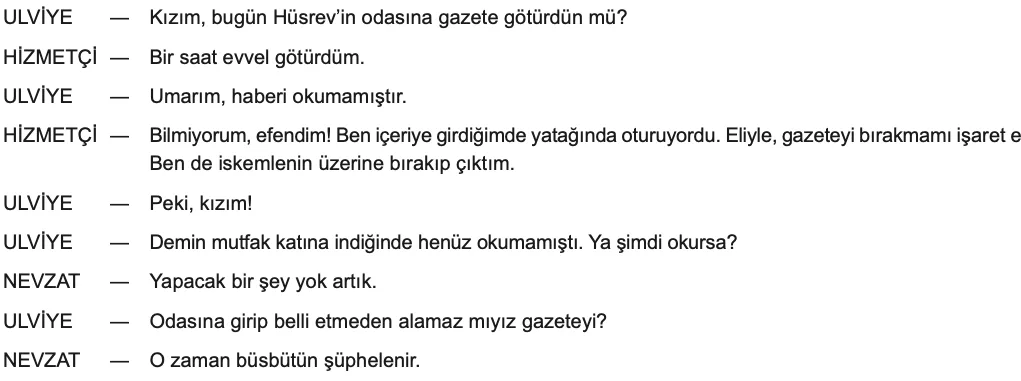 ULVİYE — Kızım, bugün Hüsrev’in odasına gazete götürdün mü?
HİZMETÇİ — Bir saat evvel götürdüm.
ULVİYE — Umarım, haberi okumamıştır.
HİZMETÇİ — Bilmiyorum, efendim! Ben içeriye girdiğimde yatağında oturuyordu. Eliyle, gazeteyi bırakmamı işaret e
Ben de iskemlenin üzerine bırakıp çıktım.
ULVİYE — Peki, kızım!
ULVİYE — Demin mutfak katına indiğinde henüz okumamıştı. Ya şimdi okursa?
NEVZAT — Yapacak bir şey yok artık.
ULVİYE — Odasına girip belli etmeden alamaz mıyız gazeteyi?
NEVZAT — O zaman büsbütün şüphelenir.